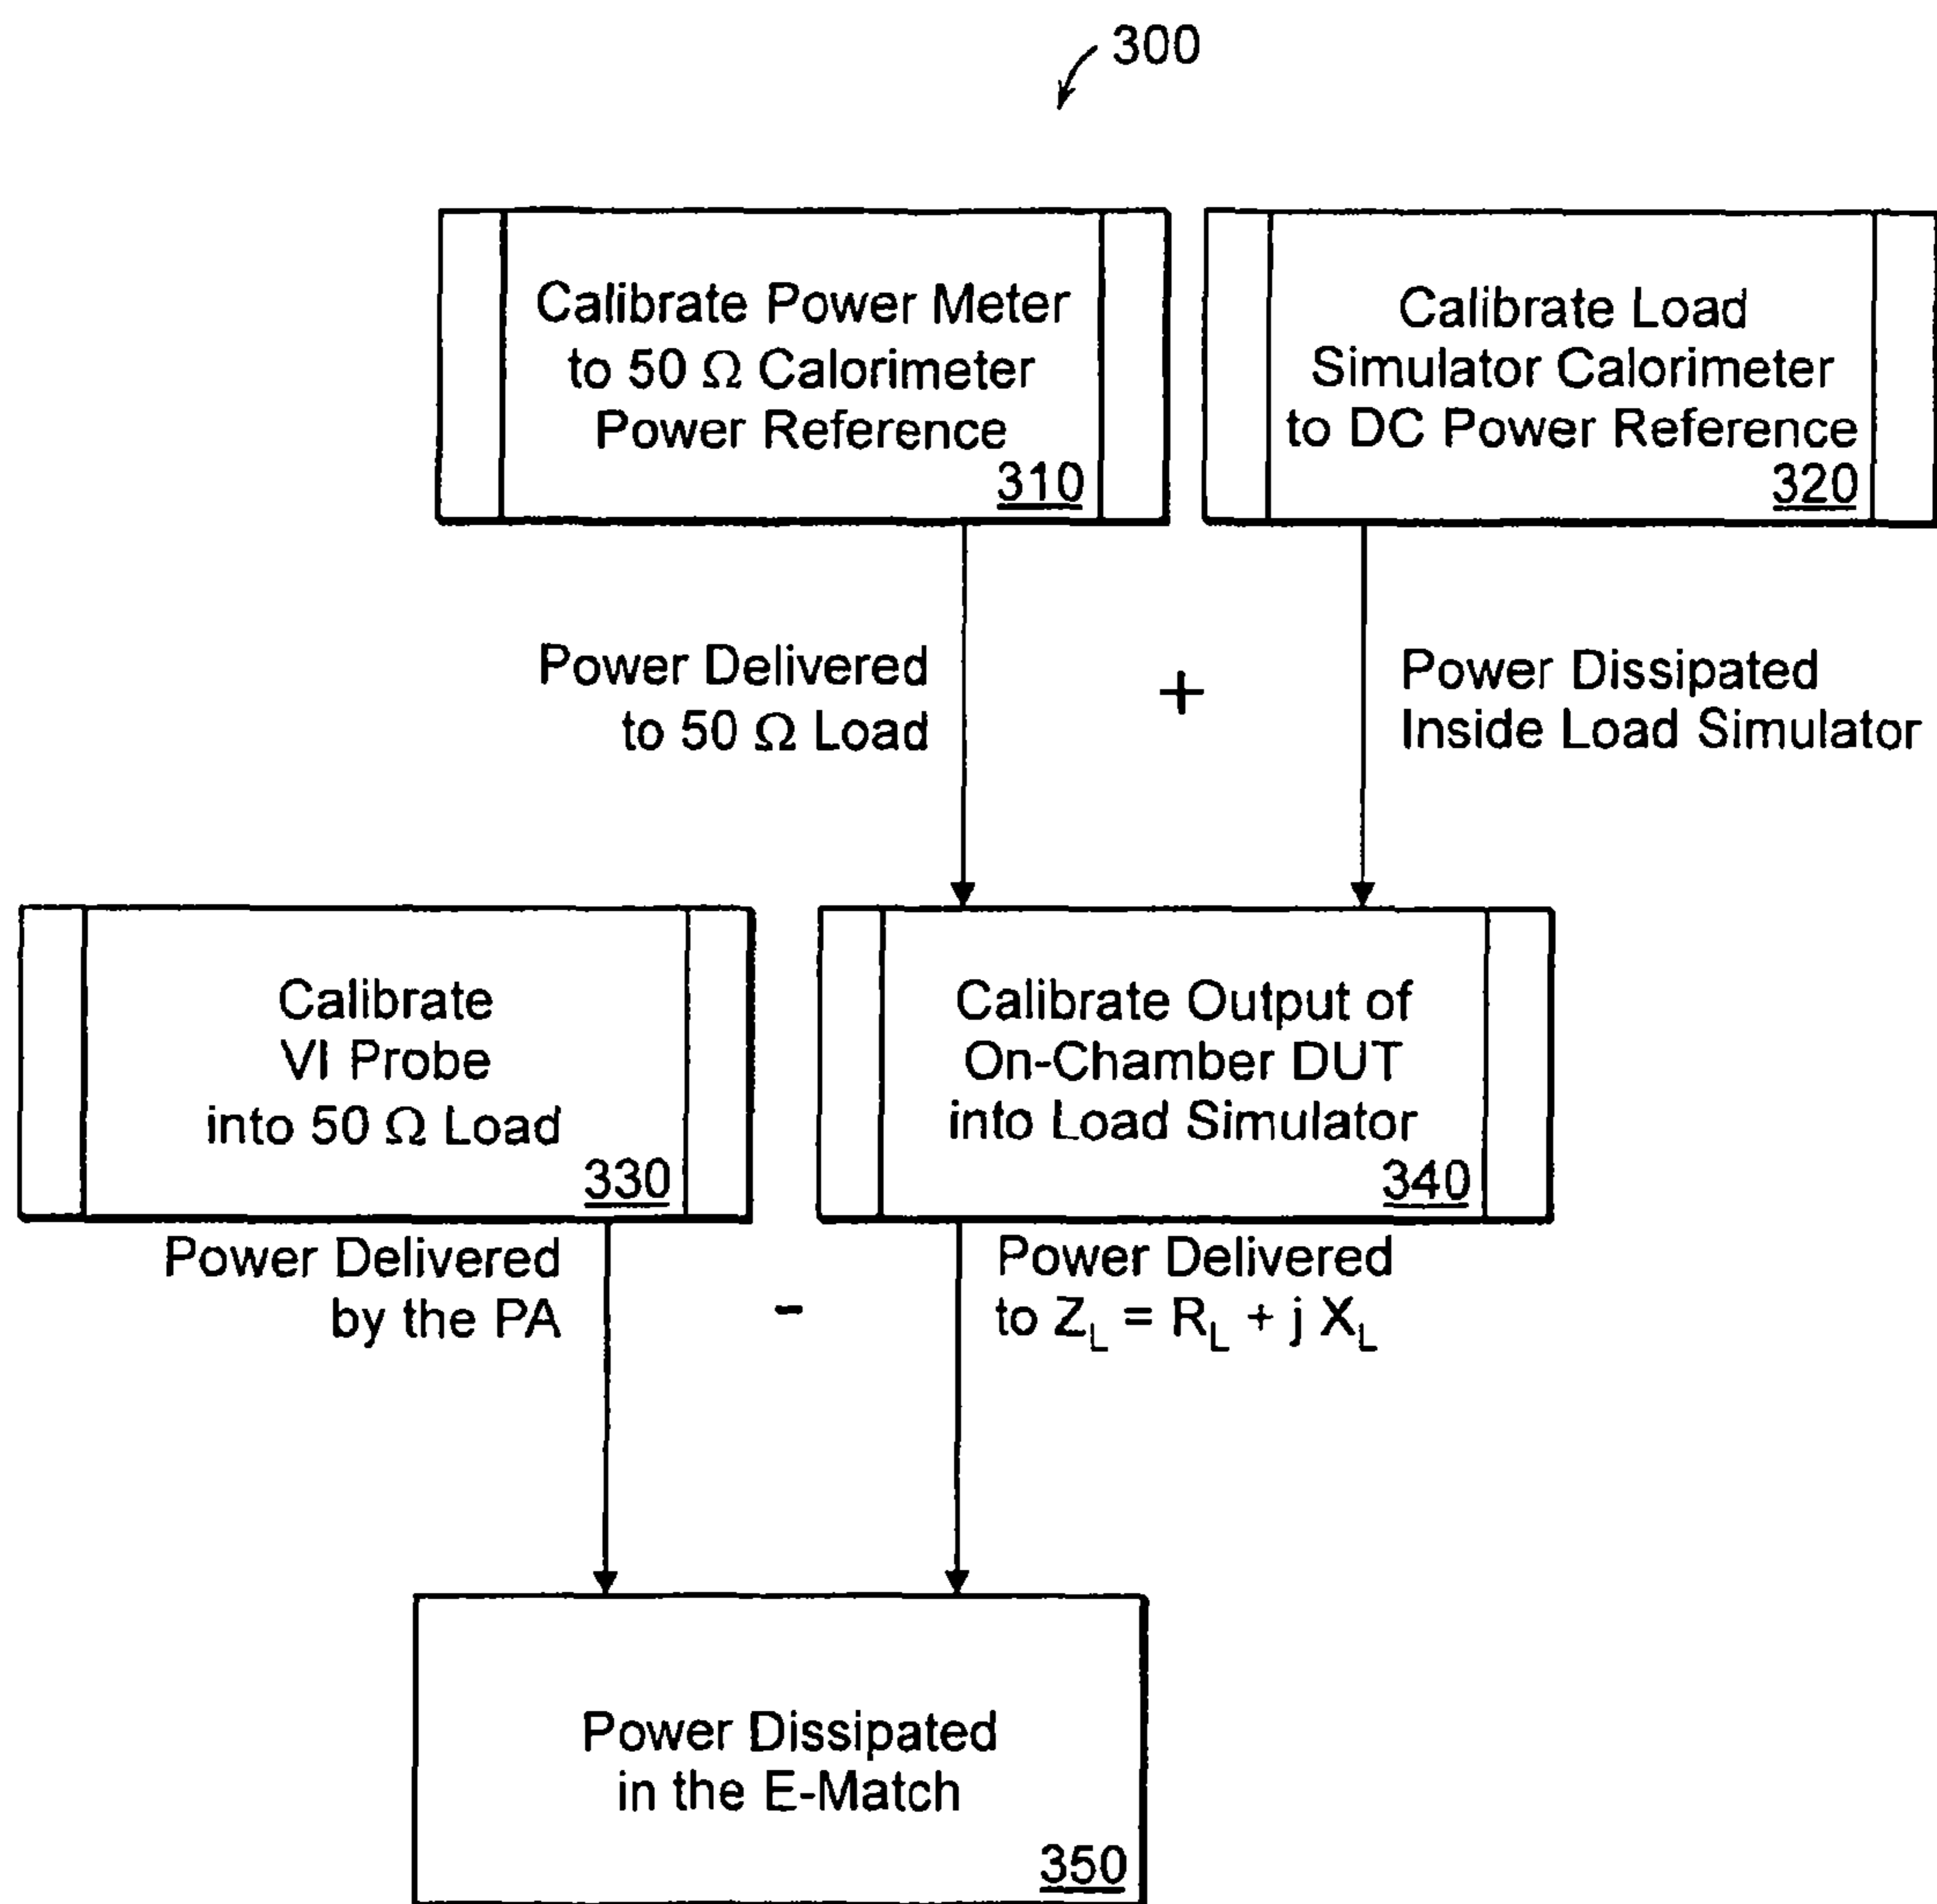 300
Calibrate Power Meter
to 50 Ω Calorimeter
Power Reference
310
Calibrate Load
Simulator Calorimeter
to DC Power Reference
320
Power Delivered
to 50 Ω Load
+
Power Dissipated
Inside Load Simulator
Calibrate
VI Probe
into 50 Ω Load
330
Calibrate Output of
On-Chamber DUT
into Load Simulator
340
Power Delivered
by the PA
-
Power Delivered
to Z_L = R_L + j X_L
Power Dissipated
in the E-Match
350